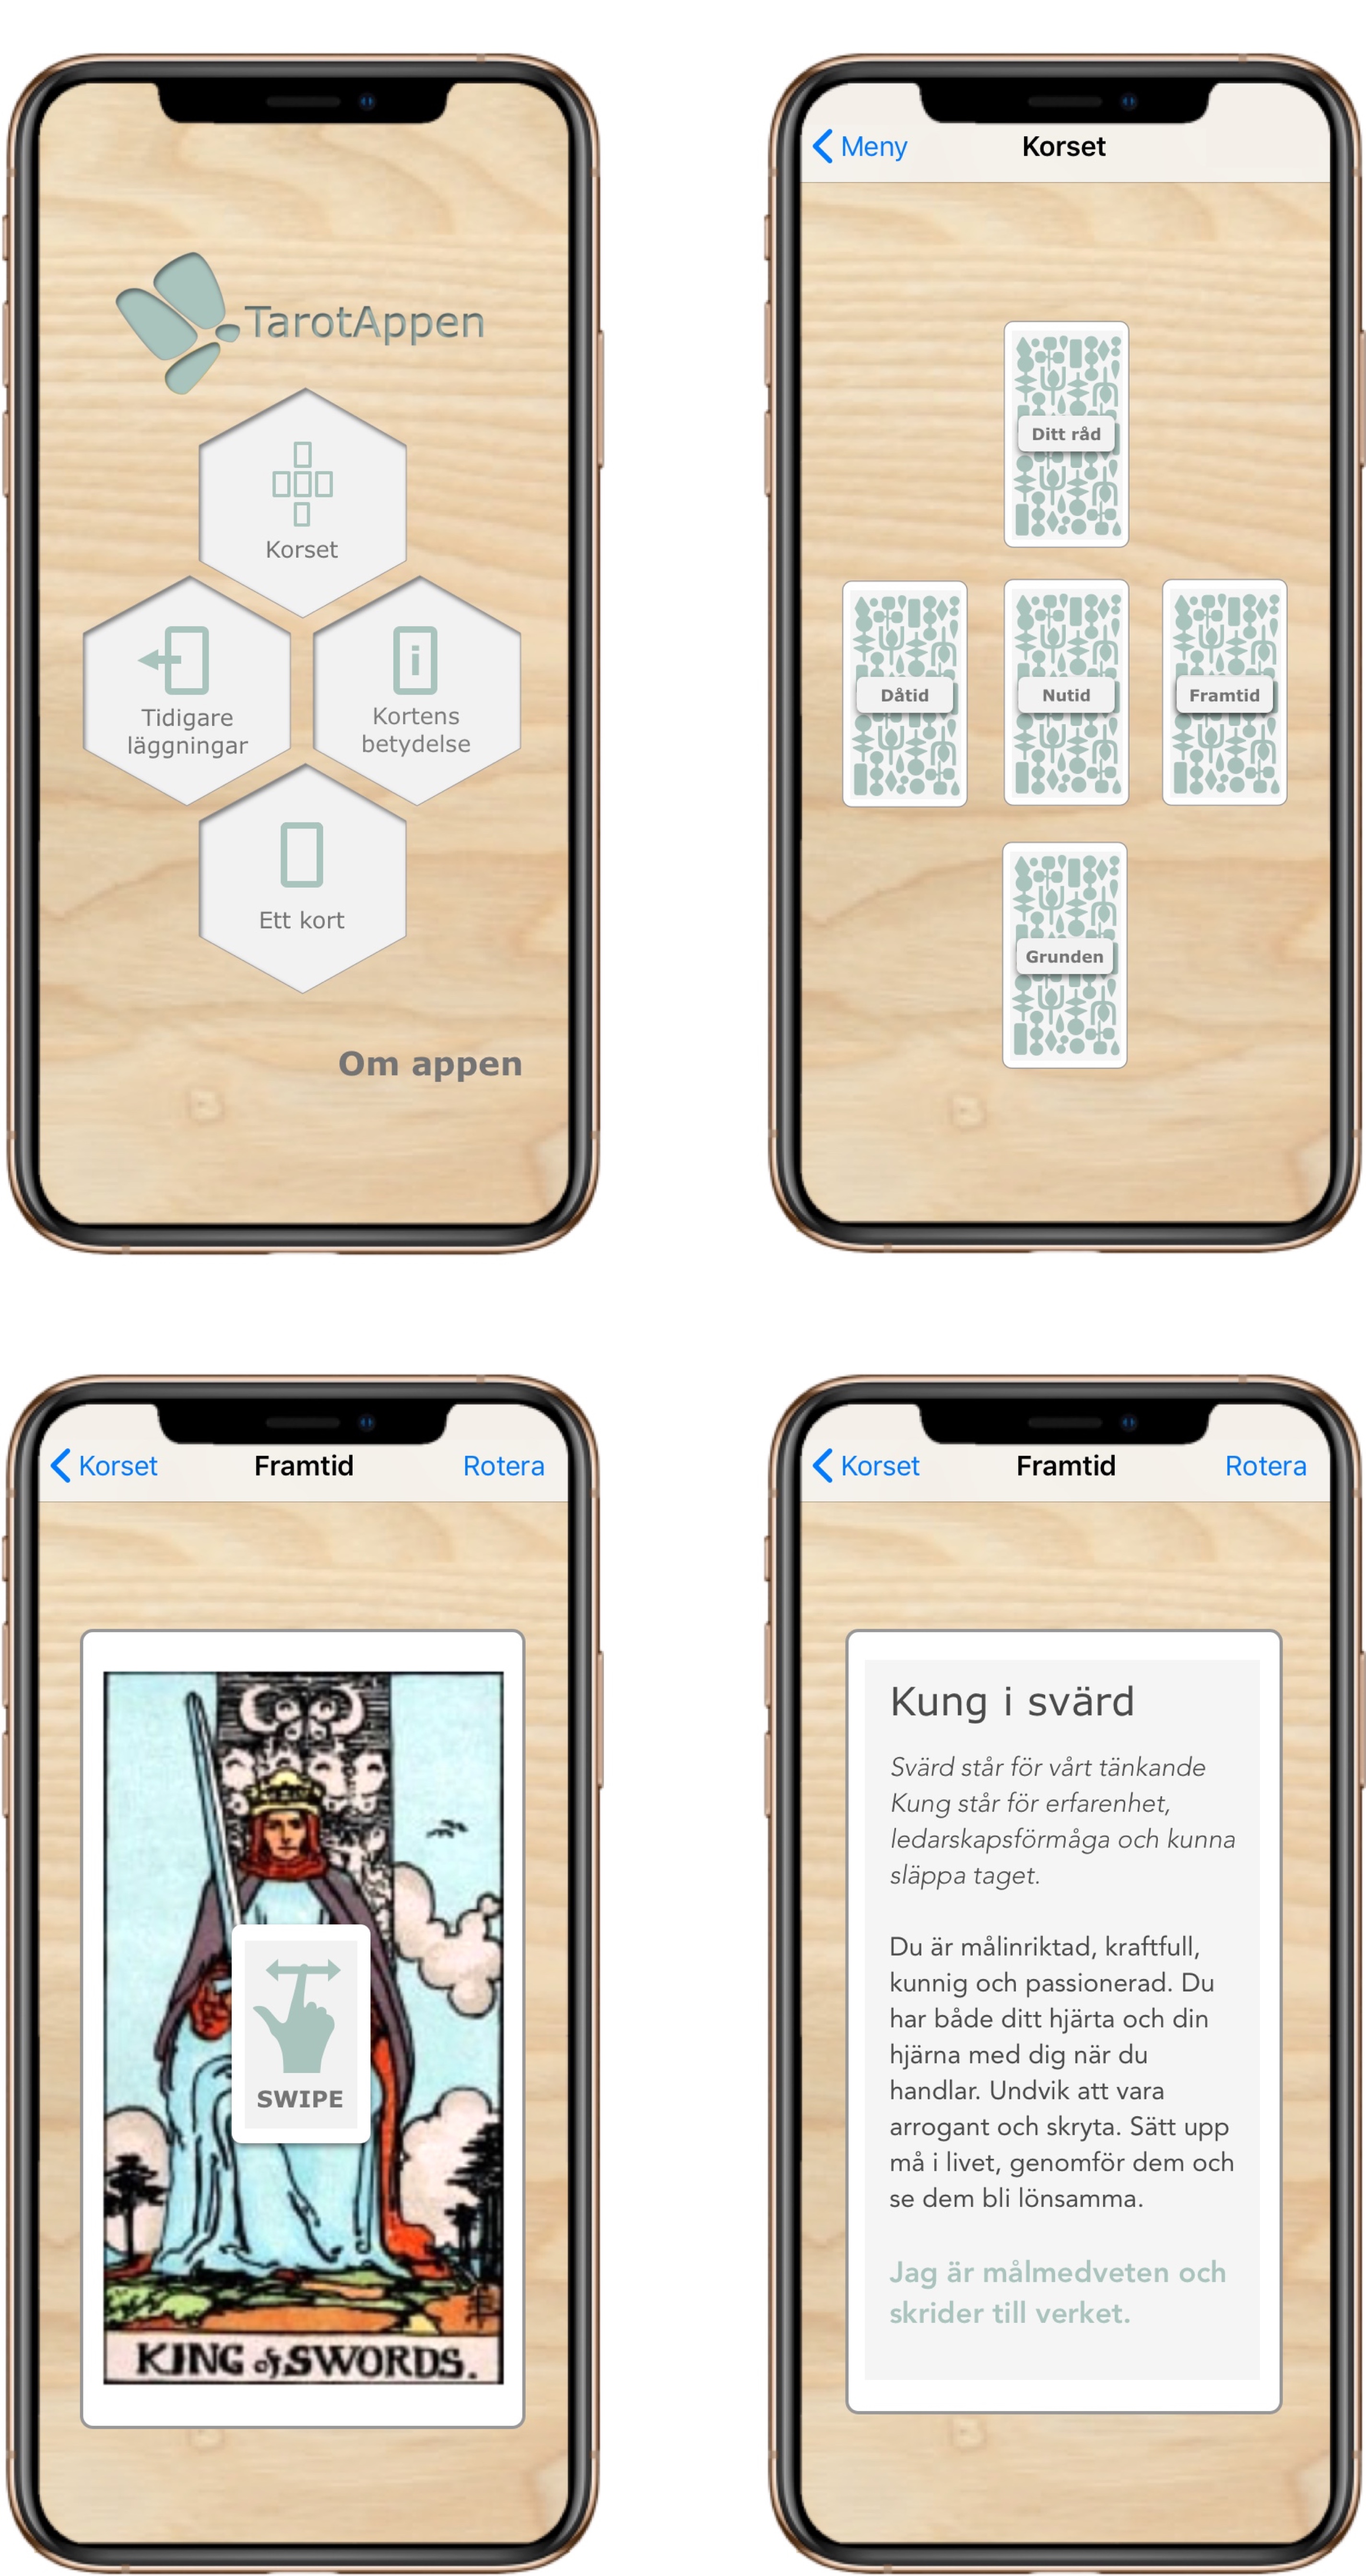 TarotAppen
Korset
Tidigare
läggningar
Kortens
betydelse
Ett kort
Om appen
Meny
Korset
Ditt råd
Dåtid
Nutid
Framtid
Grunden
Korset
Framtid
Rotera
SWIPE
KING of SWORDS.
Korset
Framtid
Rotera
Kung i svärd
Svärd står för vårt tänkande
Kung står för erfarenhet,
ledarskapsförmåga och kunna
släppa taget.
Du är målinriktad, kraftfull,
kunnig och passionerad. Du
har både ditt hjärta och din
hjärna med dig när du
handlar. Undvik att vara
arrogant och skryta. Sätt upp
må i livet, genomför dem och
se dem bli lönsamma.
Jag är målmedveten och
skrider till verket.